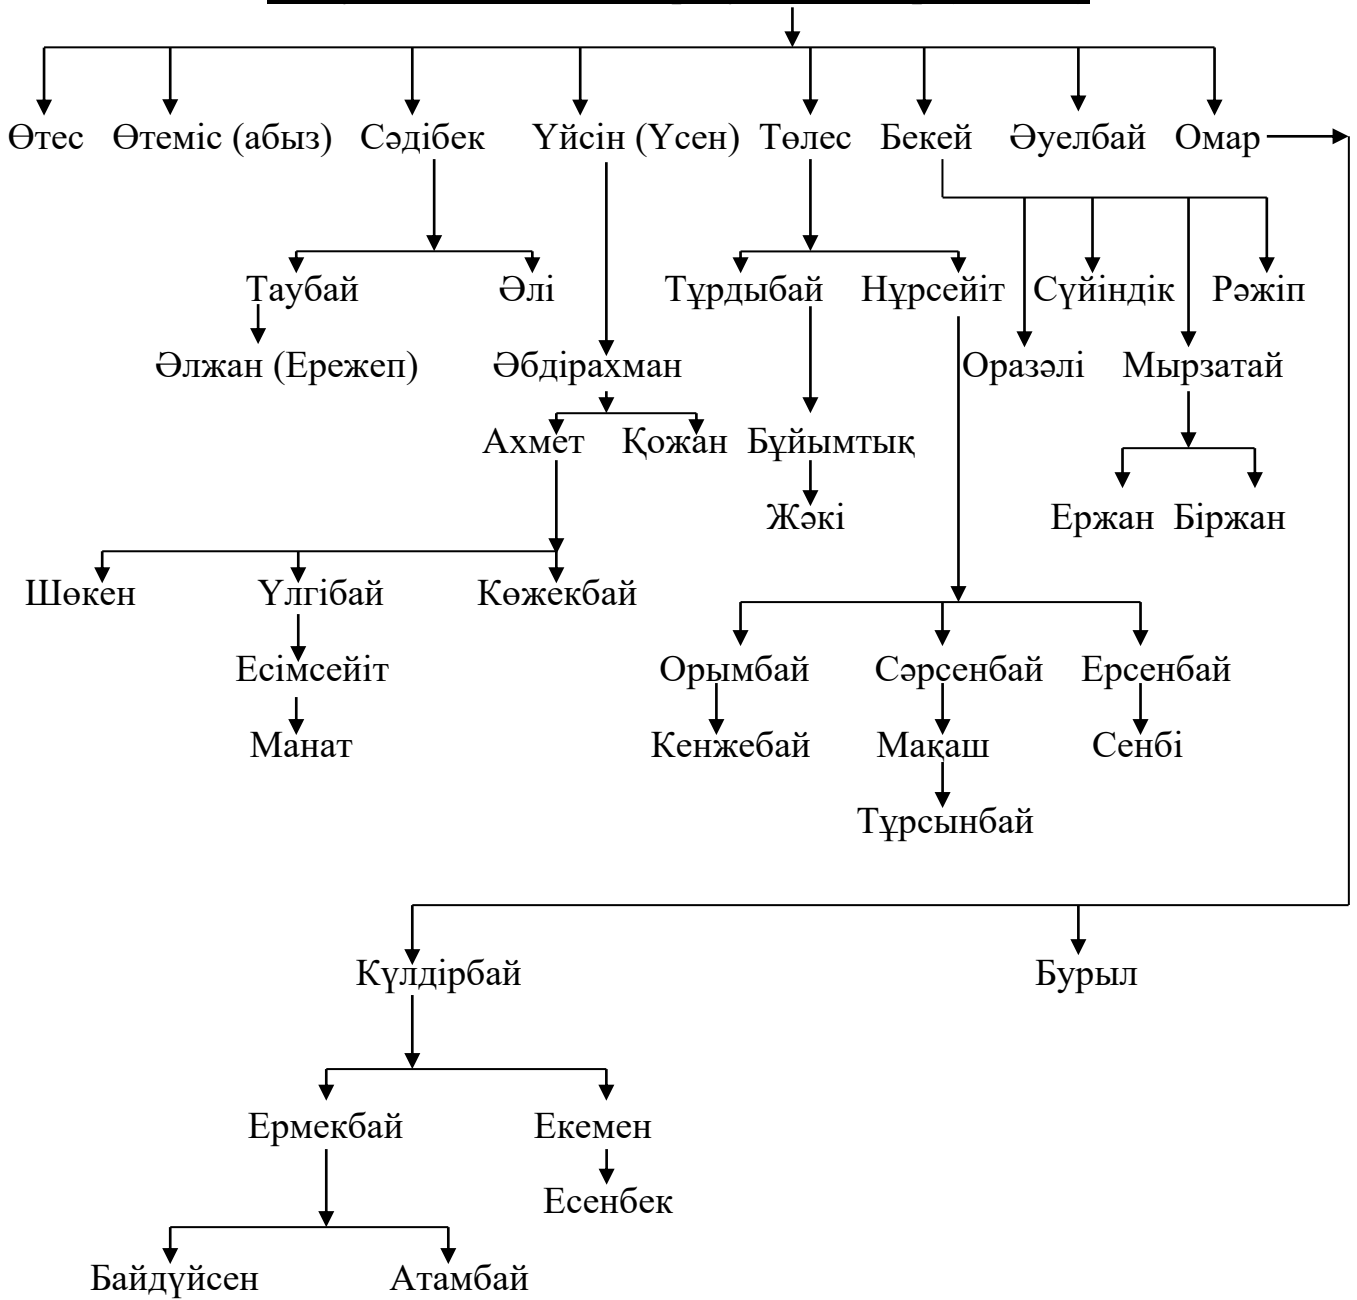 Өтес Өтеміс (абыз) Сәдібек Үйсін (Үсен) Төлес Бекей Әуелбай Омар
Таубай Әлі Тұрдыбай Нұрсейіт Сүйіндік Рәжіп
Әлжан (Ережеп) Әбдірахман Оразәлі Мырзатай
Ахмет Қожан Бұйымтық
Жәкі Ержан Біржан
Шөкен Үлгібай Көжекбай
Есімсейіт Орымбай Сәрсенбай Ерсенбай
Манат Кенжебай Мақаш Сенбі
Тұрсынбай
Күлдірбай Бурыл
Ермекбай Екемен
Есенбек
Байдүйсен Атамбай